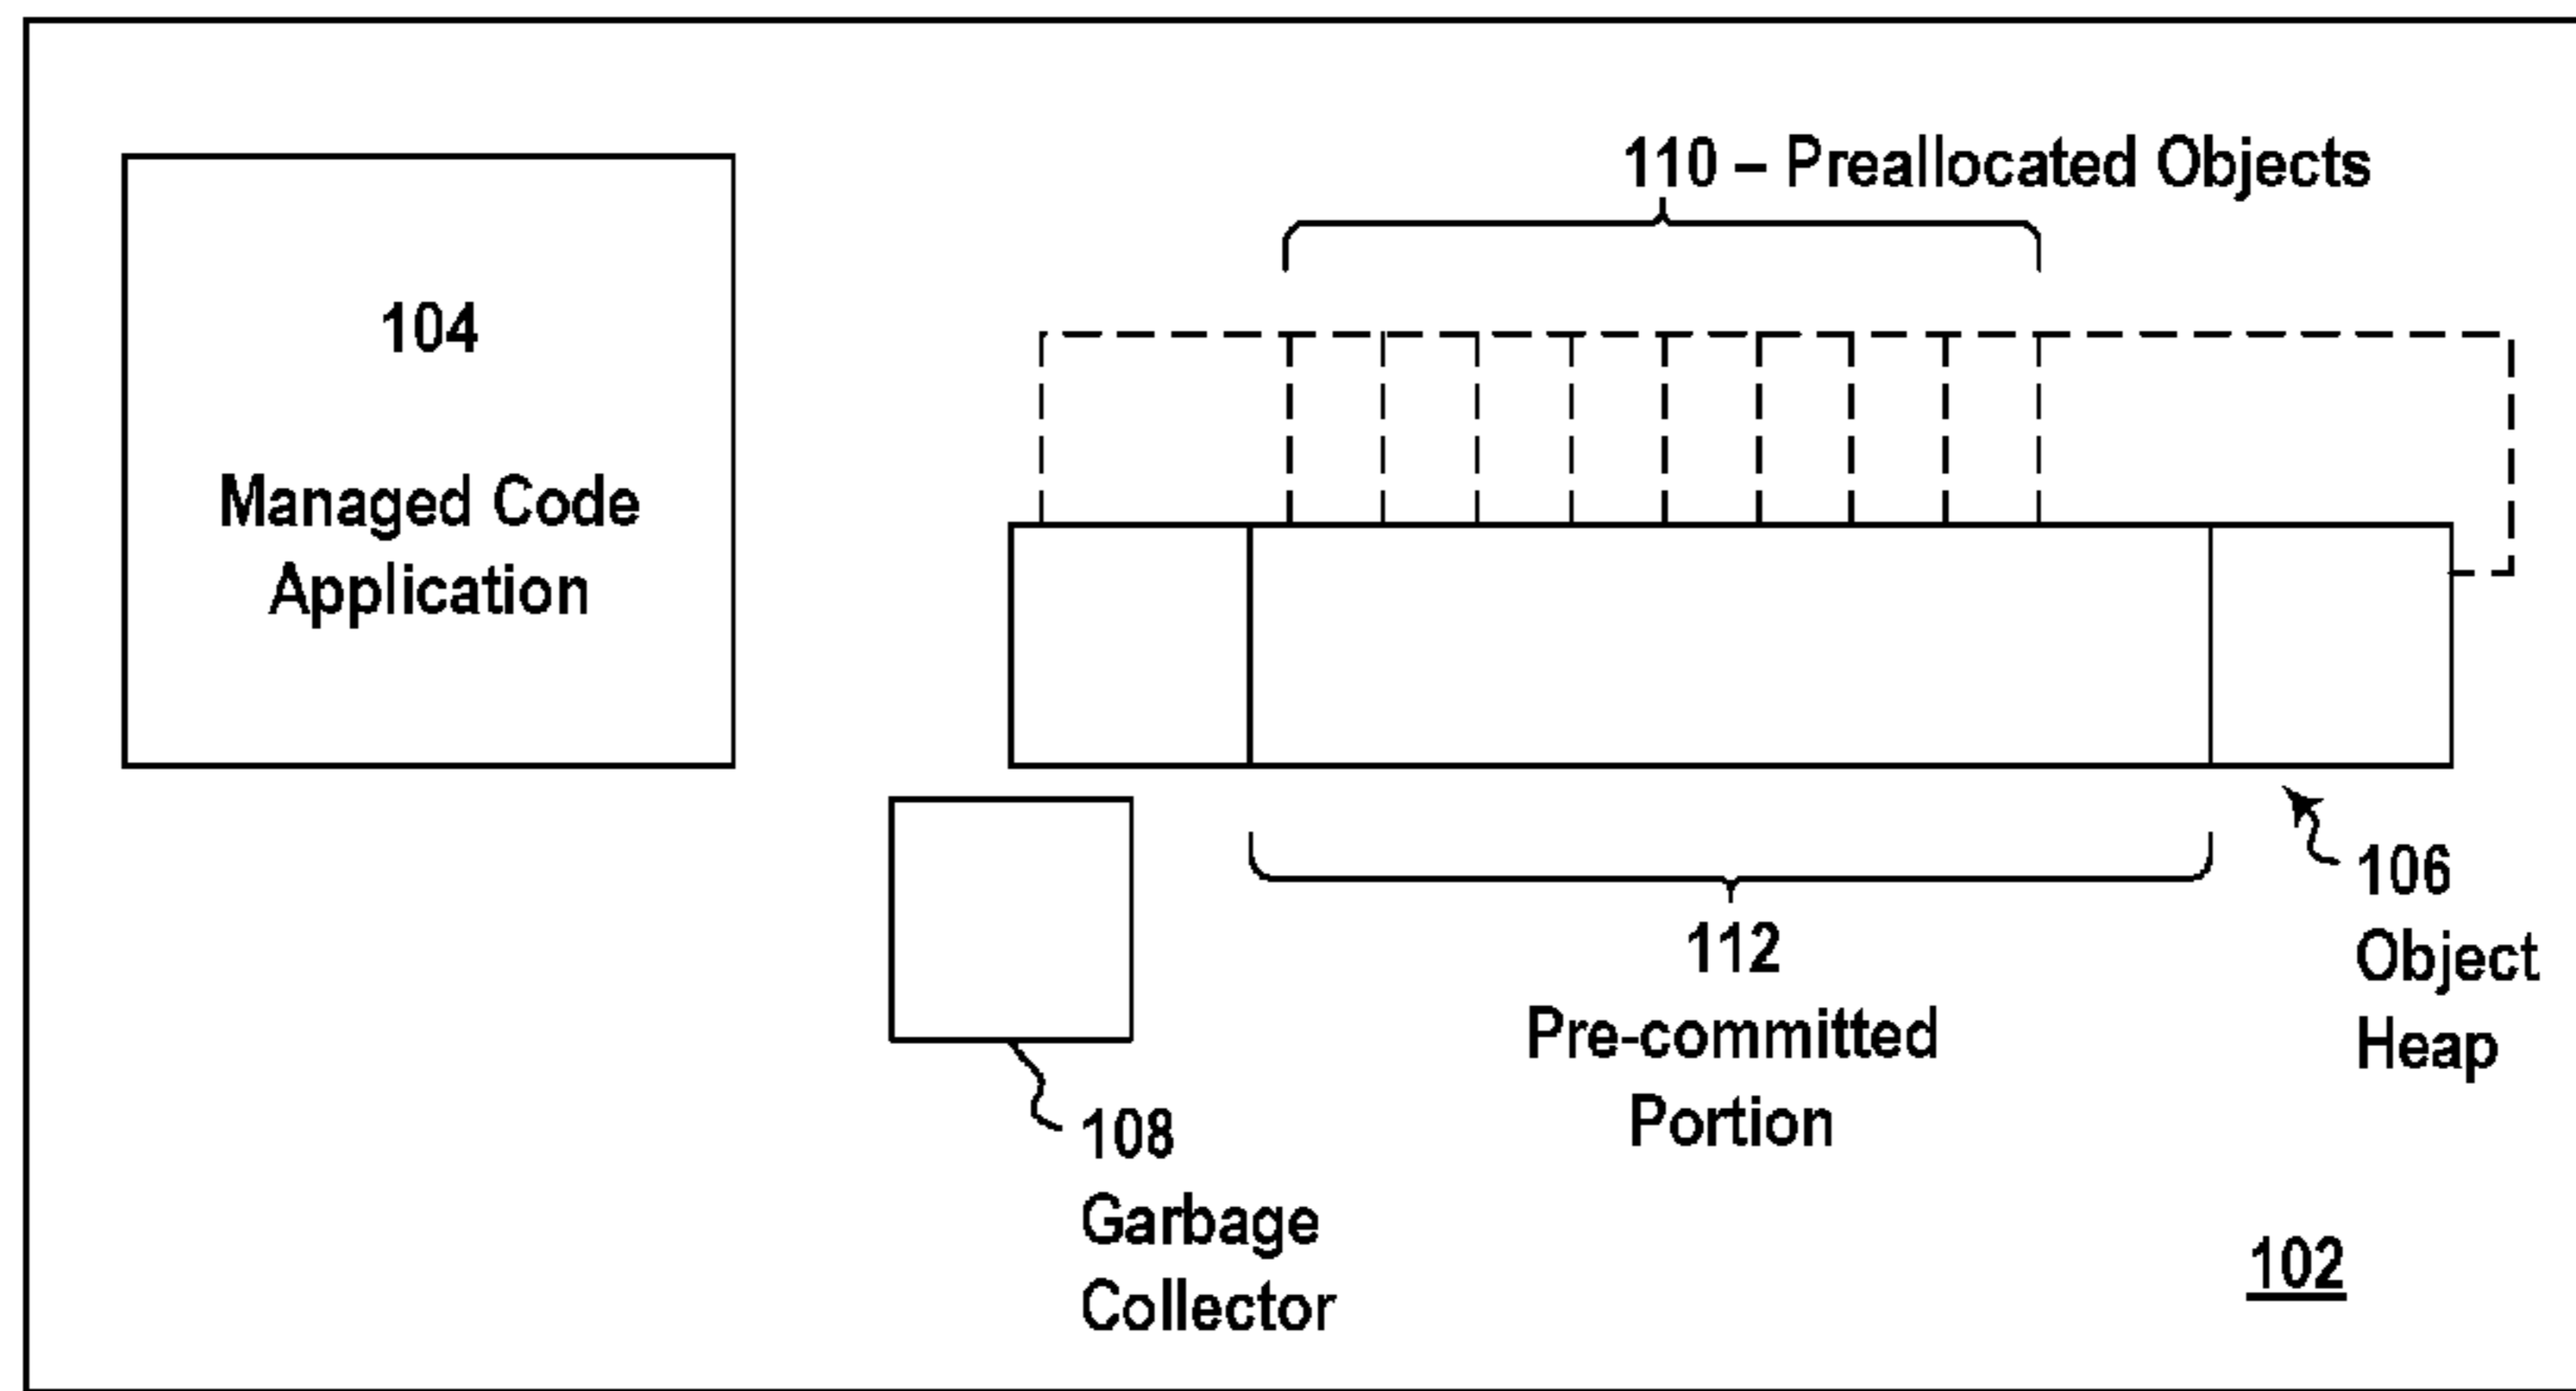 110 – Preallocated Objects
104
Managed Code
Application
106
Object
Heap
112
Pre-committed
Portion
108
Garbage
Collector
102